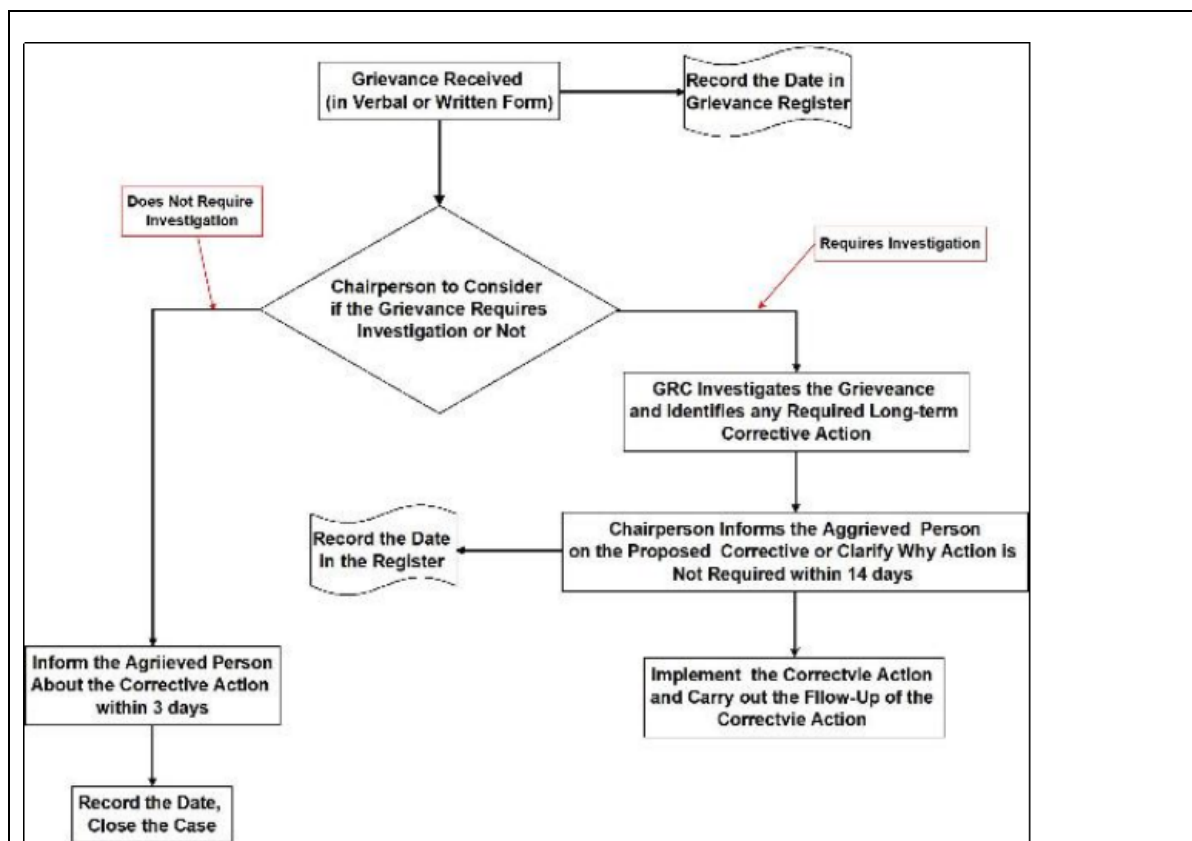 Grievance Received
(in Verbal or Written Form)
Record the Date in
Grievance Register
Does Not Require
Investigation
Requires Investigation
Chairperson to Consider
if the Grievance Requires
Investigation or Not
GRC Investigates the Grieveance
and Identifies any Required Long-term
Corrective Action
Record the Date
In the Register
Chairperson Informs the Aggrieved Person
on the Proposed Corrective or Clarify Why Action is
Not Required within 14 days
Inform the Agriieved Person
About the Corrective Action
within 3 days
Implement the Correctvie Action
and Carry out the Fllow-Up of the
Correctvie Action
Record the Date,
Close the Case